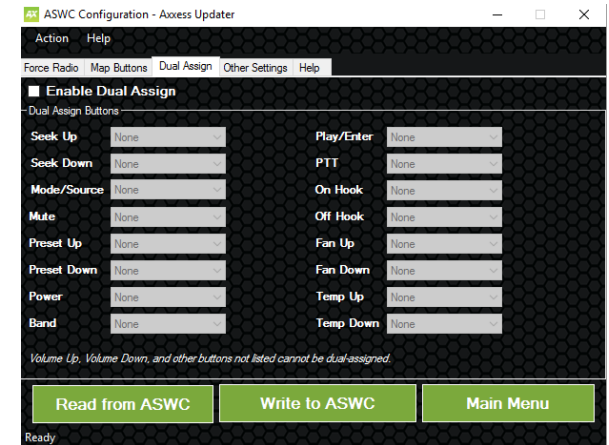 AX ASWC Configuration - Axxess Updater
Action Help
Force Radio Map Buttons Dual Assign Other Settings Help
Enable Dual Assign
Dual Assign Buttons
Seek Up None Play/Enter None
Seek Down None PTT None
Mode/Source None On Hook None
Mute None Off Hook None
Preset Up None Fan Up None
Preset Down None Fan Down None
Power None Temp Up None
Band None Temp Down None
Volume Up, Volume Down, and other buttons not listed cannot be dual-assigned.
Read from ASWC Write to ASWC Main Menu
Ready